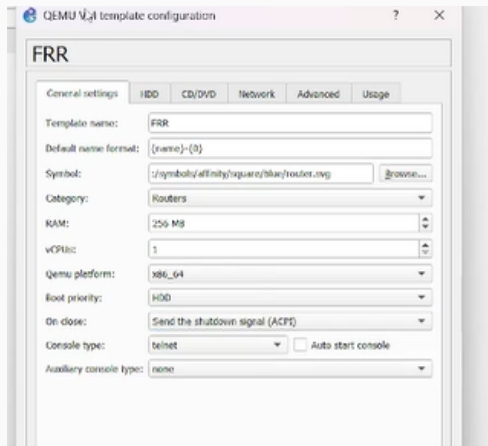 QEMU VM template configuration
FRR
General settings HDD CD/DVD Network Advanced Usage
Template name: FRR
Default name format: {name}-{0}
Symbol: :/symbols/affinity/square/blue/router.svg Browse...
Category: Routers
RAM: 256 MB
vCPUs: 1
Qemu platform: x86_64
Boot priority: HDD
On close: Send the shutdown signal (ACPI)
Console type: telnet Auto start console
Auxiliary console type: none